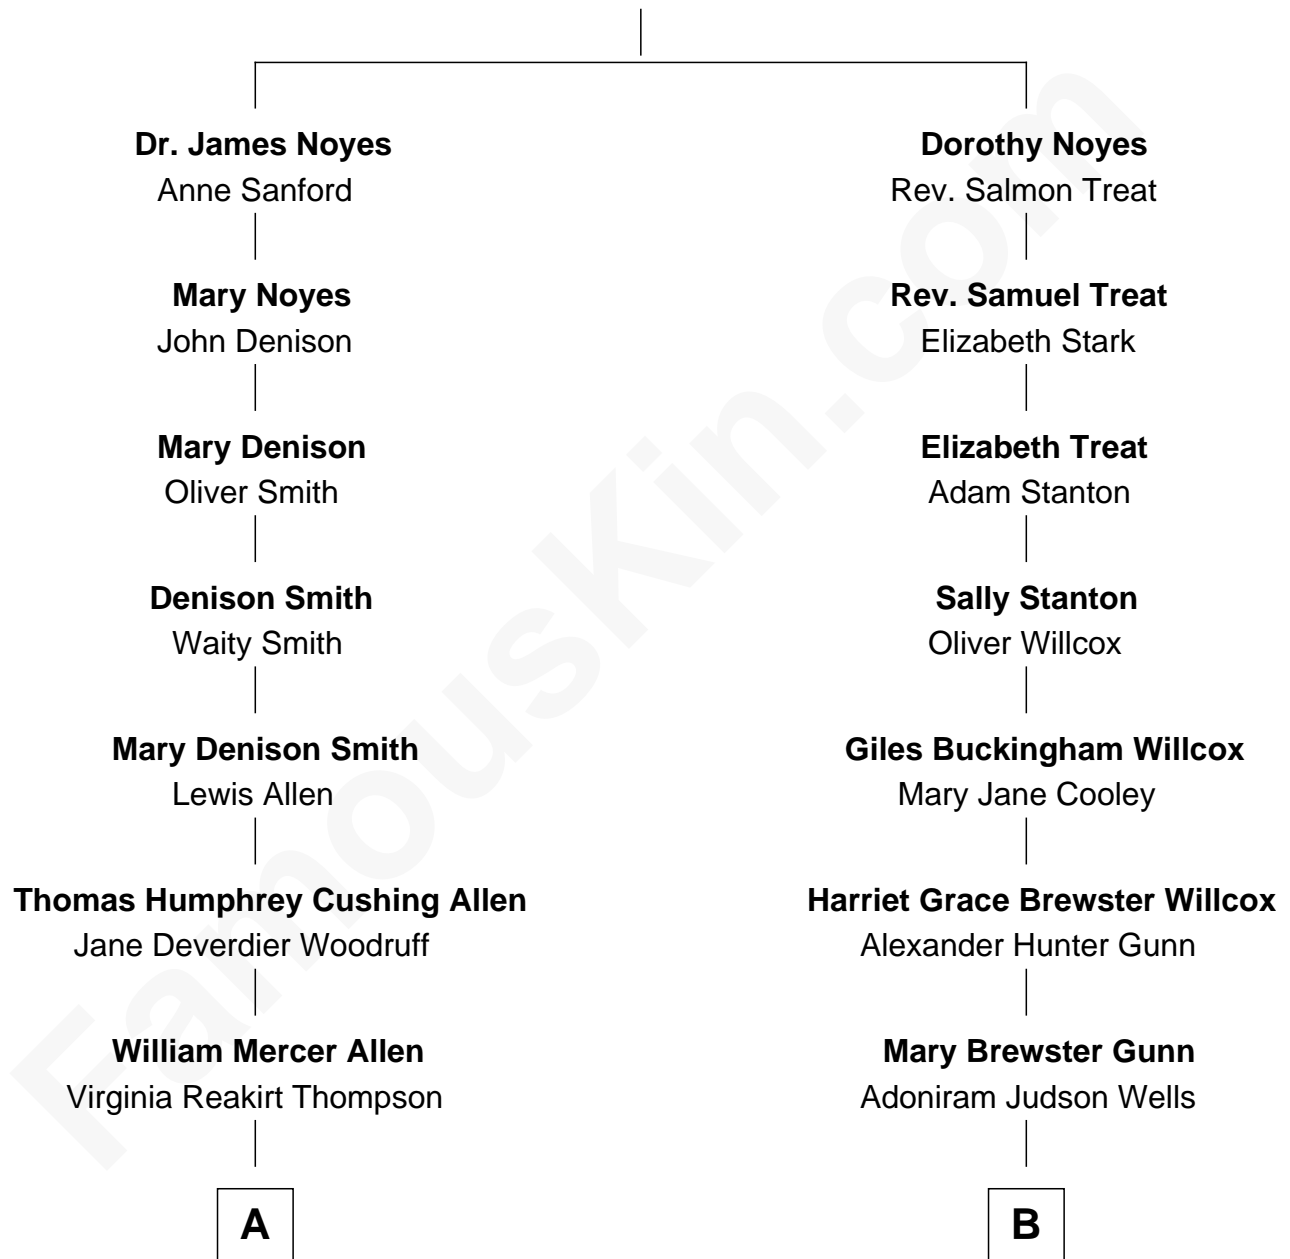 Dr. James Noyes
Anne Sanford
Mary Noyes
John Denison
Mary Denison
Oliver Smith
Denison Smith
Waity Smith
Mary Denison Smith
Lewis Allen
Thomas Humphrey Cushing Allen
Jane Deverdier Woodruff
William Mercer Allen
Virginia Reakirt Thompson
A
Dorothy Noyes
Rev. Salmon Treat
Rev. Samuel Treat
Elizabeth Stark
Elizabeth Treat
Adam Stanton
Sally Stanton
Oliver Willcox
Giles Buckingham Willcox
Mary Jane Cooley
Harriet Grace Brewster Willcox
Alexander Hunter Gunn
Mary Brewster Gunn
Adoniram Judson Wells
B
FamousKin.com